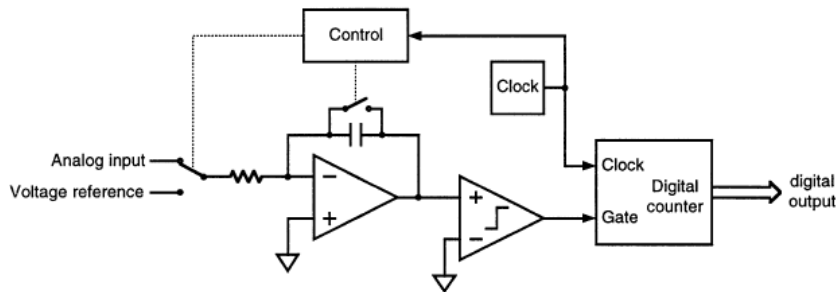 Control
Clock
Analog input
Voltage reference
Clock
Digital
counter
Gate
digital
output